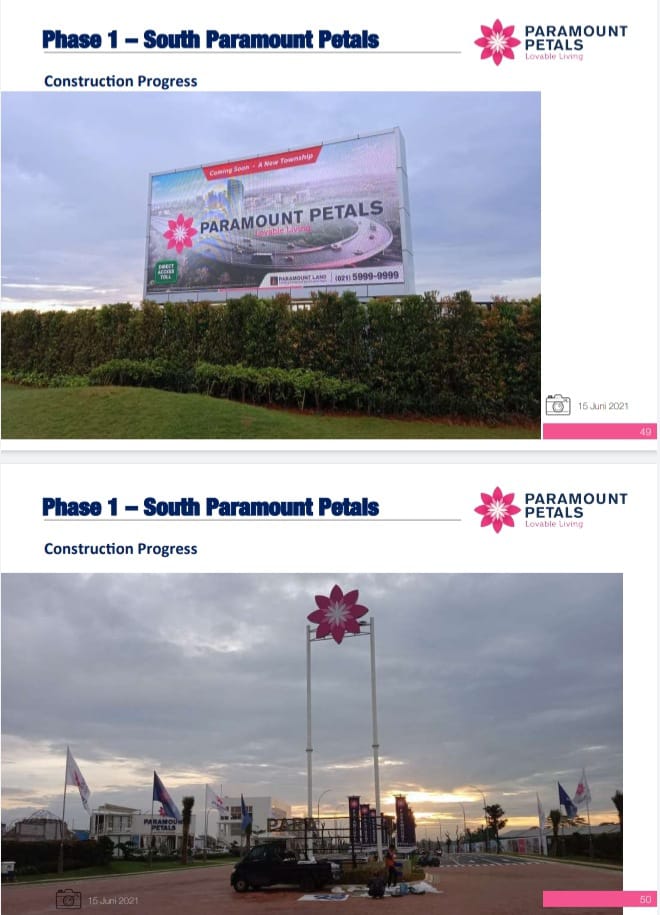 Phase 1 – South Paramount Petals
PARAMOUNT
PETALS
Lovable Living
Construction Progress
Coming Soon - A New Township
PARAMOUNT PETALS
Lovable Living
DIRECT
ACCESS
TOLL
PARAMOUNT LAND
(021) 5999-9999
15 Juni 2021
49
Phase 1 – South Paramount Petals
PARAMOUNT
PETALS
Lovable Living
Construction Progress
PARAMOUNT
PETALS
15 Juni 2021
50